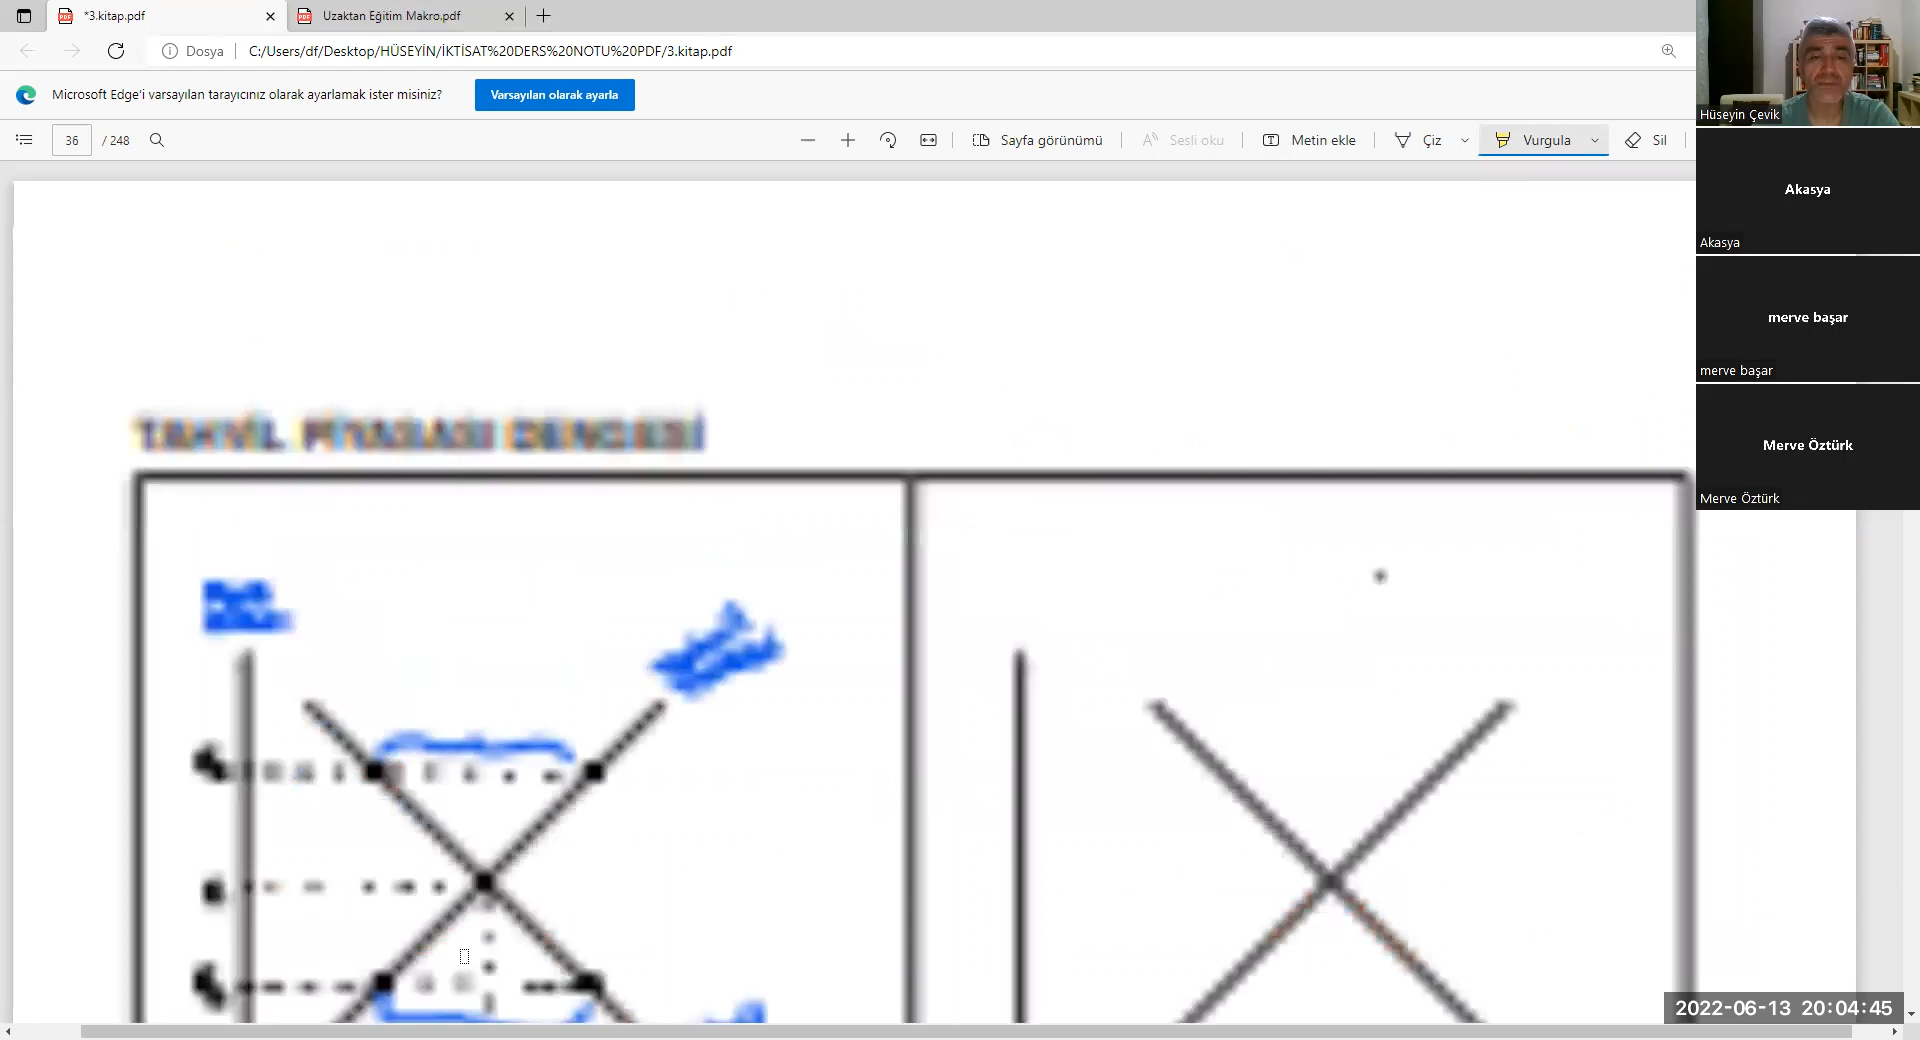 *3.kitap.pdf
Uzaktan Eğitim Makro.pdf
Dosya
C:/Users/df/Desktop/HÜSEYİN/İKTİSAT%20DERS%20NOTU%20PDF/3.kitap.pdf
Microsoft Edge'i varsayılan tarayıcınız olarak ayarlamak ister misiniz?
Varsayılan olarak ayarla
36 / 248
Sayfa görünümü
Sesli oku
Metin ekle
Çiz
Vurgula
Sil
Hüseyin Çevik
Akasya
Akasya
merve başar
merve başar
Merve Öztürk
Merve Öztürk
TAHVİL PİYASASI DENGESİ
2022-06-13 20:04:45